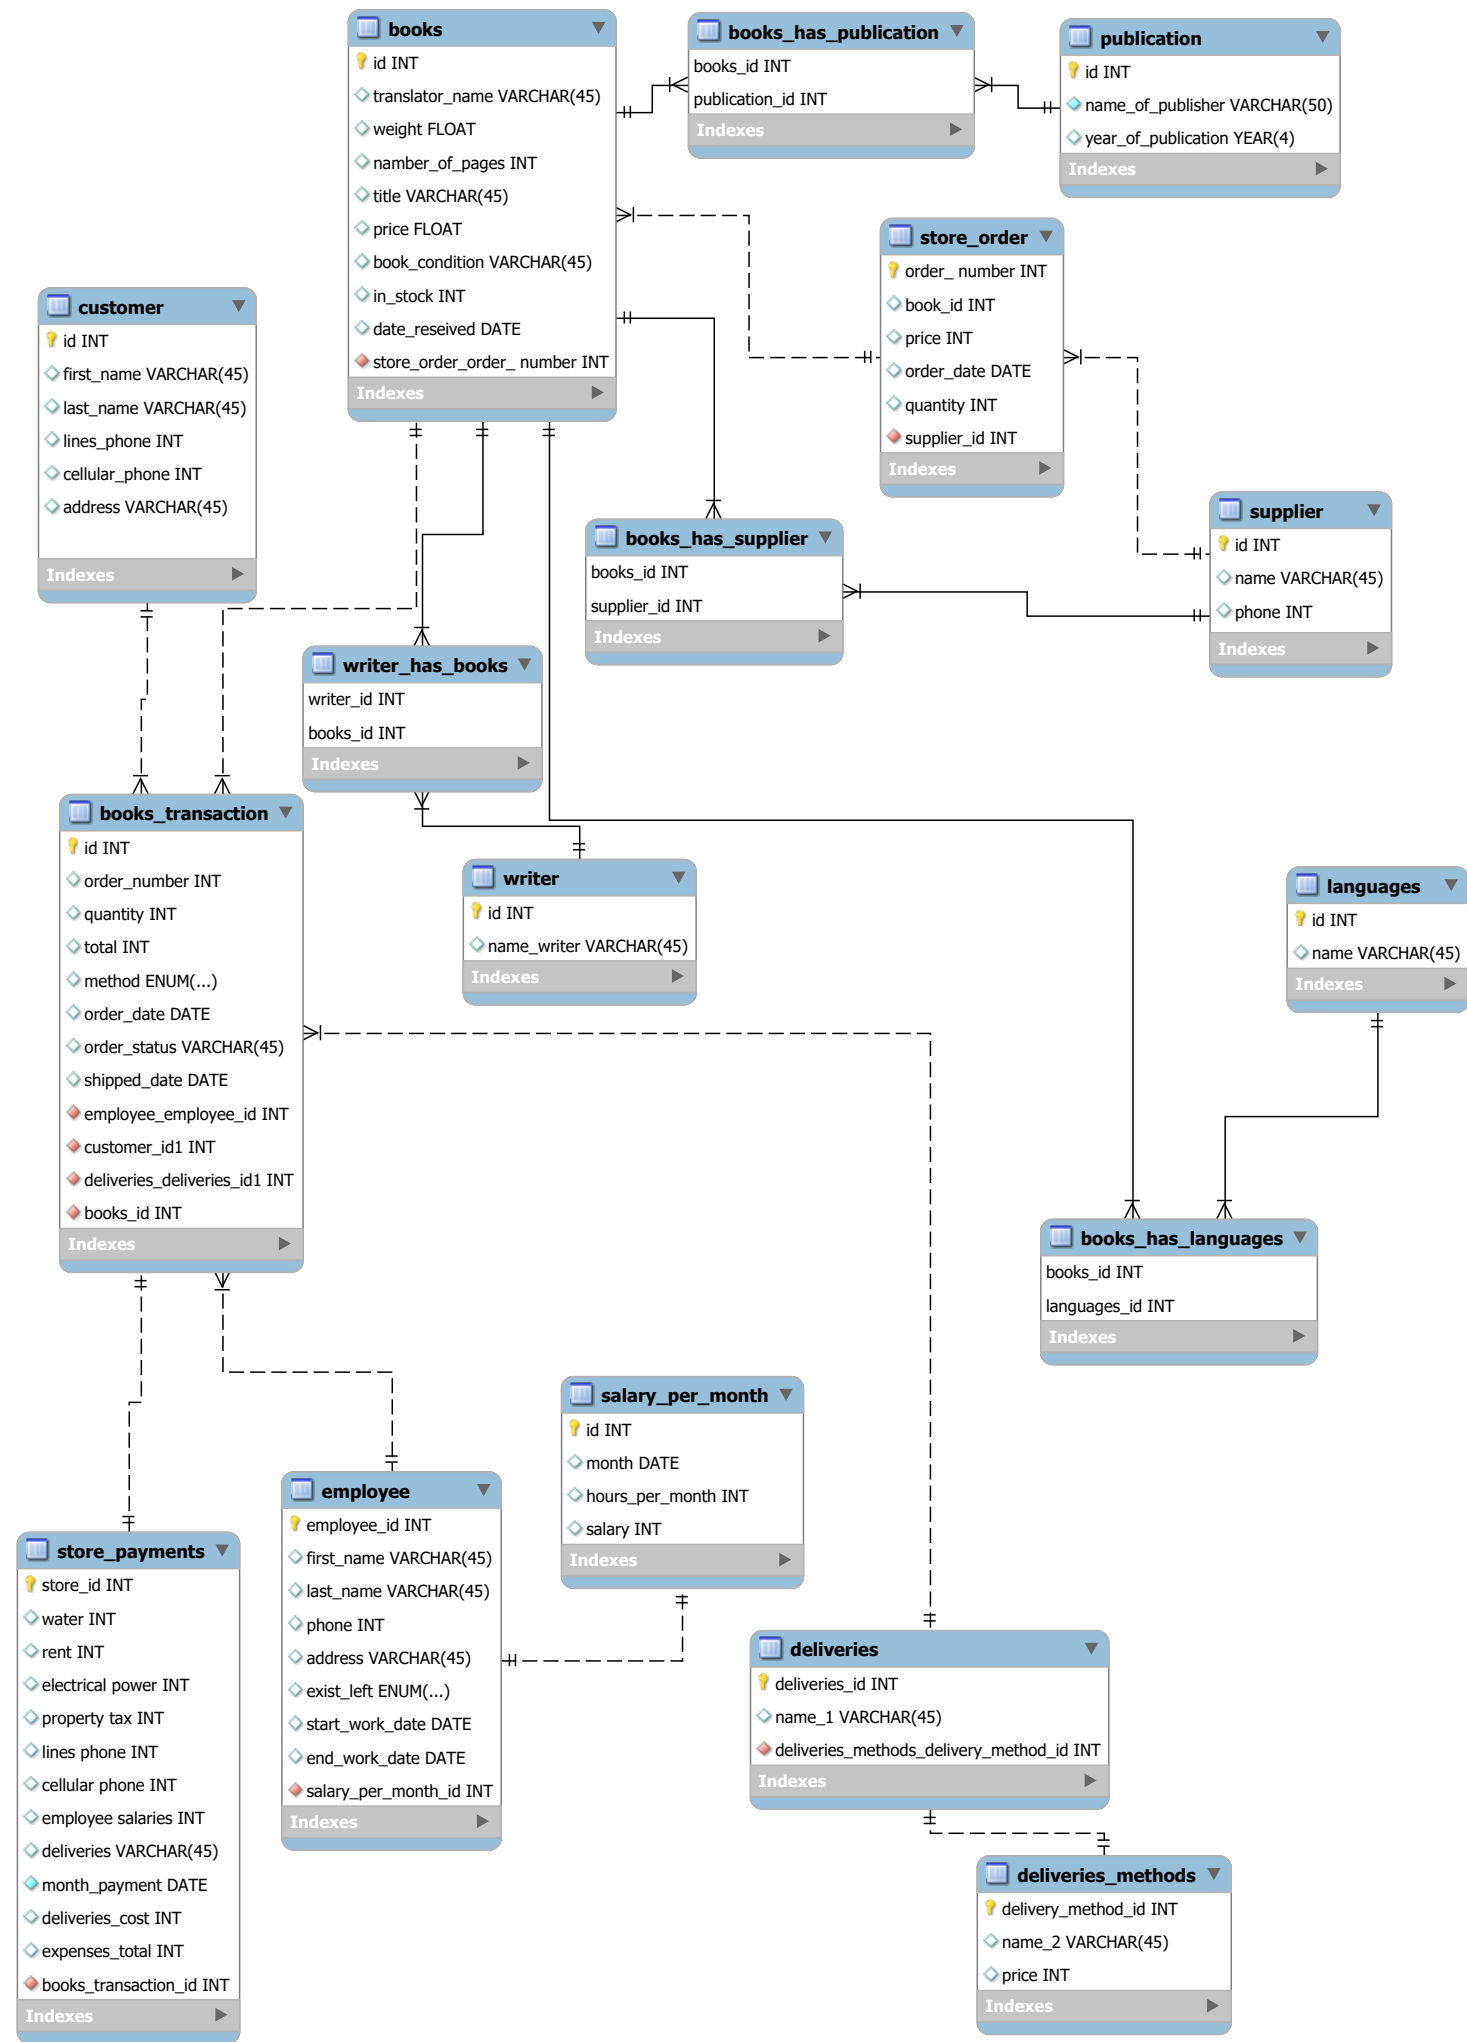 books
id INT
translator_name VARCHAR(45)
weight FLOAT
namber_of_pages INT
title VARCHAR(45)
price FLOAT
book_condition VARCHAR(45)
in_stock INT
date_reseived DATE
store_order_order_ number INT
Indexes
books_has_publication
books_id INT
publication_id INT
Indexes
publication
id INT
name_of_publisher VARCHAR(50)
year_of_publication YEAR(4)
Indexes
store_order
order_ number INT
book_id INT
price INT
order_date DATE
quantity INT
supplier_id INT
Indexes
customer
id INT
first_name VARCHAR(45)
last_name VARCHAR(45)
lines_phone INT
cellular_phone INT
address VARCHAR(45)
Indexes
books_has_supplier
books_id INT
supplier_id INT
Indexes
supplier
id INT
name VARCHAR(45)
phone INT
Indexes
writer_has_books
writer_id INT
books_id INT
Indexes
books_transaction
id INT
order_number INT
quantity INT
total INT
method ENUM(...)
order_date DATE
order_status VARCHAR(45)
shipped_date DATE
employee_employee_id INT
customer_id1 INT
deliveries_deliveries_id1 INT
books_id INT
Indexes
writer
id INT
name_writer VARCHAR(45)
Indexes
languages
id INT
name VARCHAR(45)
Indexes
books_has_languages
books_id INT
languages_id INT
Indexes
salary_per_month
id INT
month DATE
hours_per_month INT
salary INT
Indexes
employee
employee_id INT
first_name VARCHAR(45)
last_name VARCHAR(45)
phone INT
address VARCHAR(45)
exist_left ENUM(...)
start_work_date DATE
end_work_date DATE
salary_per_month_id INT
Indexes
store_payments
store_id INT
water INT
rent INT
electrical power INT
property tax INT
lines phone INT
cellular phone INT
employee salaries INT
deliveries VARCHAR(45)
month_payment DATE
deliveries_cost INT
expenses_total INT
books_transaction_id INT
Indexes
deliveries
deliveries_id INT
name_1 VARCHAR(45)
deliveries_methods_delivery_method_id INT
Indexes
deliveries_methods
delivery_method_id INT
name_2 VARCHAR(45)
price INT
Indexes